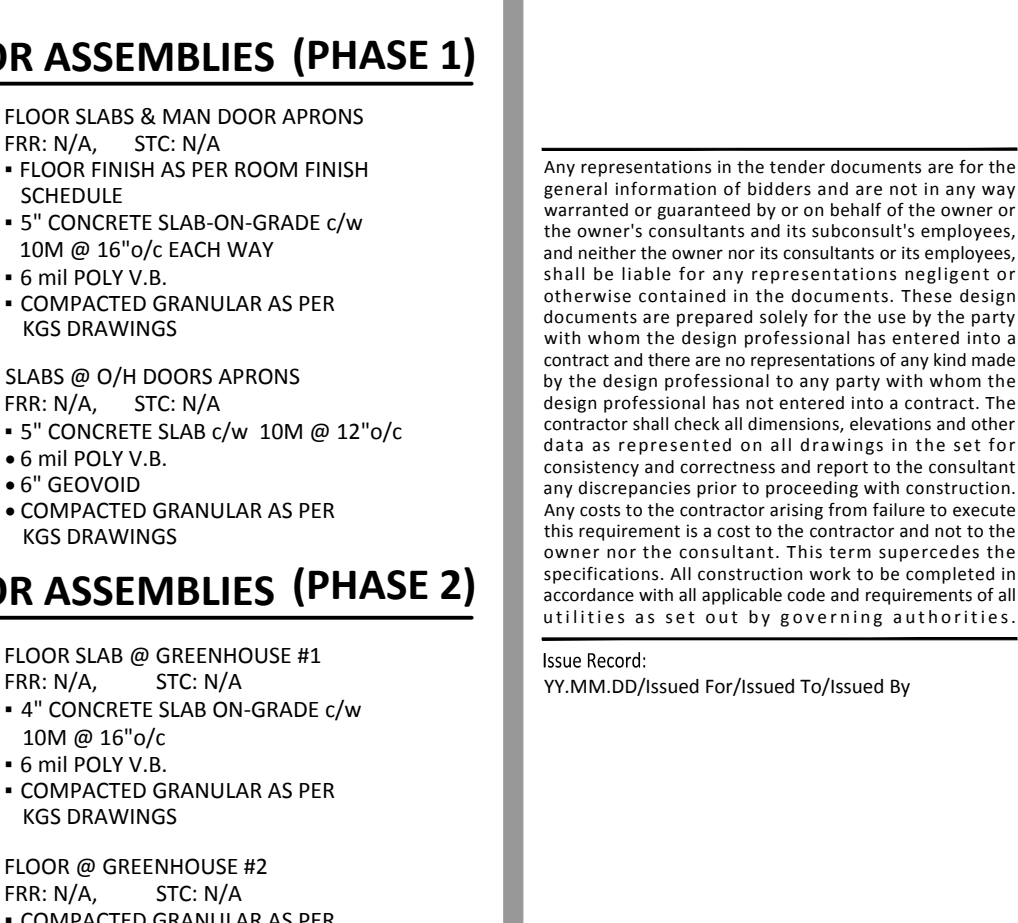 OR ASSEMBLIES (PHASE 1)
FLOOR SLABS & MAN DOOR APRONS
FRR: N/A, STC: N/A
▪ FLOOR FINISH AS PER ROOM FINISH
SCHEDULE
▪ 5" CONCRETE SLAB-ON-GRADE c/w
10M @ 16"o/c EACH WAY
▪ 6 mil POLY V.B.
▪ COMPACTED GRANULAR AS PER
KGS DRAWINGS
SLABS @ O/H DOORS APRONS
FRR: N/A, STC: N/A
▪ 5" CONCRETE SLAB c/w 10M @ 12"o/c
• 6 mil POLY V.B.
• 6" GEOVOID
• COMPACTED GRANULAR AS PER
KGS DRAWINGS
OR ASSEMBLIES (PHASE 2)
FLOOR SLAB @ GREENHOUSE #1
FRR: N/A, STC: N/A
▪ 4" CONCRETE SLAB ON-GRADE c/w
10M @ 16"o/c
▪ 6 mil POLY V.B.
▪ COMPACTED GRANULAR AS PER
KGS DRAWINGS
FLOOR @ GREENHOUSE #2
FRR: N/A, STC: N/A
▪ COMPACTED GRANULAR AS PER
Any representations in the tender documents are for the
general information of bidders and are not in any way
warranted or guaranteed by or on behalf of the owner or
the owner's consultants and its subconsult's employees,
and neither the owner nor its consultants or its employees,
shall be liable for any representations negligent or
otherwise contained in the documents. These design
documents are prepared solely for the use by the party
with whom the design professional has entered into a
contract and there are no representations of any kind made
by the design professional to any party with whom the
design professional has not entered into a contract. The
contractor shall check all dimensions, elevations and other
data as represented on all drawings in the set for
consistency and correctness and report to the consultant
any discrepancies prior to proceeding with construction.
Any costs to the contractor arising from failure to execute
this requirement is a cost to the contractor and not to the
owner nor the consultant. This term supercedes the
specifications. All construction work to be completed in
accordance with all applicable code and requirements of all
utilities as set out by governing authorities.
Issue Record:
YY.MM.DD/Issued For/Issued To/Issued By